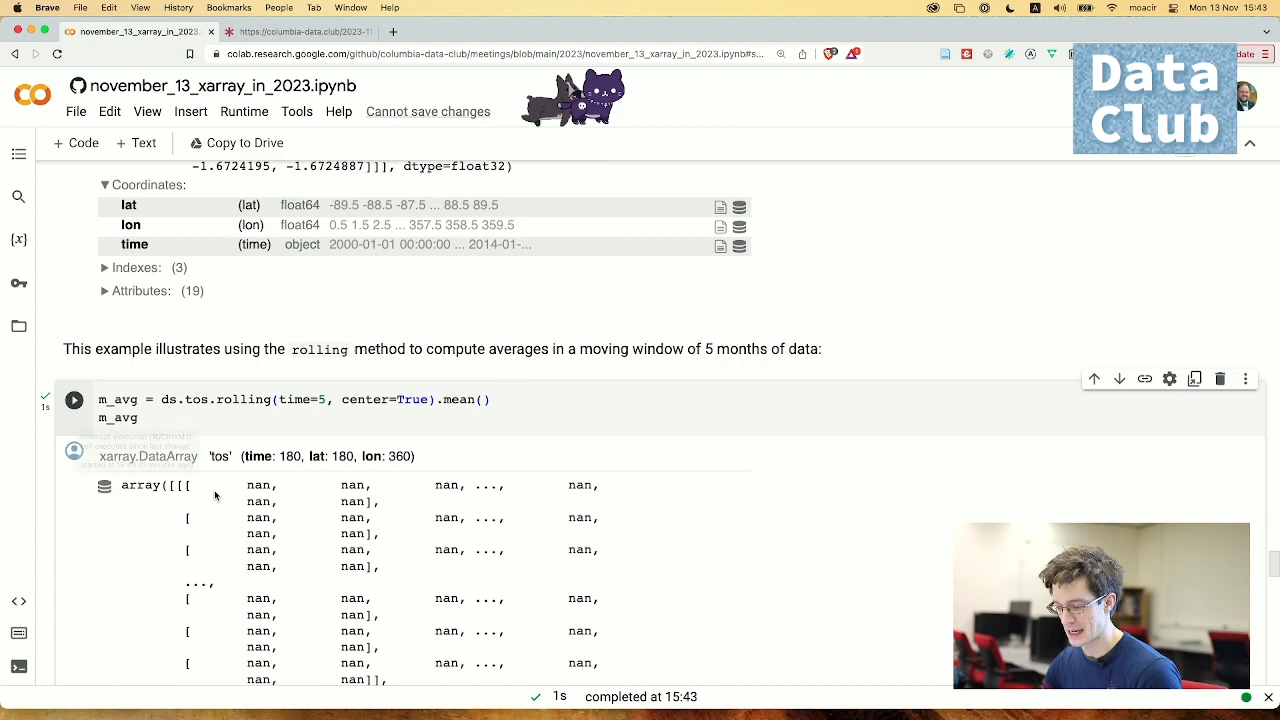 Brave File Edit View History Bookmarks People Tab Window Help
A moacir Mon 13 Nov 15:43
november_13_xarray_in_2023. https://columbia-data.club/2023-11
colab.research.google.com/github/columbia-data-club/meetings/blob/main/2023/november_13_xarray_in_2023.ipynb#s...
date
november_13_xarray_in_2023.ipynb
Data
Club
File Edit View Insert Runtime Tools Help Cannot save changes
+ Code + Text Copy to Drive
-1.6724195, -1.6724887]]], dtype=float32)
▼Coordinates:
lat (lat) float64 -89.5 -88.5 -87.5 ... 88.5 89.5
lon (lon) float64 0.5 1.5 2.5 ... 357.5 358.5 359.5
time (time) object 2000-01-01 00:00:00 ... 2014-01-...
►Indexes: (3)
►Attributes: (19)
This example illustrates using the rolling method to compute averages in a moving window of 5 months of data:
1s
m_avg = ds.tos.rolling(time=5, center=True).mean()
m_avg
xarray.DataArray 'tos' (time: 180, lat: 180, lon: 360)
array([[[ nan, nan, nan, ..., nan,
nan, nan],
[ nan, nan, nan, ..., nan,
nan, nan],
[ nan, nan, nan, ..., nan,
nan, nan],
...,
[ nan, nan, nan, ..., nan,
nan, nan],
[ nan, nan, nan, ..., nan,
nan, nan],
[ nan, nan, nan, ..., nan,
nan, nan]],
1s completed at 15:43